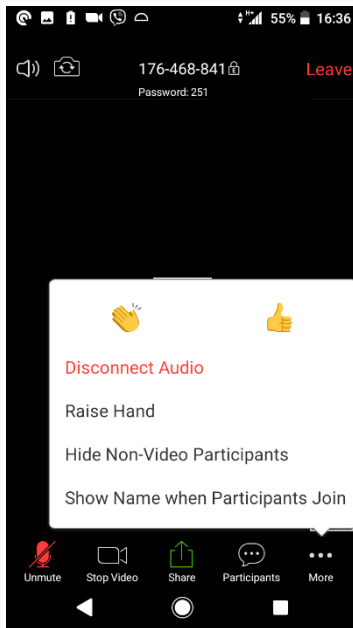 H+ 55% 16:36
176-468-841 Leave
Password: 251
Disconnect Audio
Raise Hand
Hide Non-Video Participants
Show Name when Participants Join
Unmute Stop Video Share Participants More